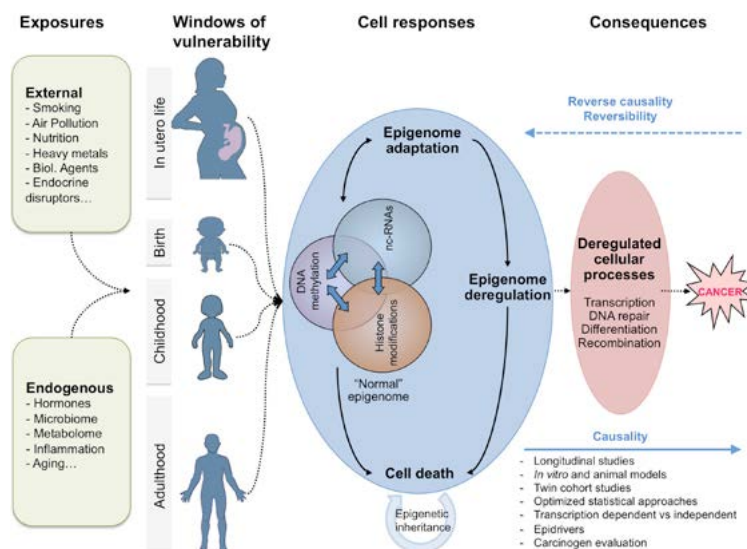 Exposures
Windows of
vulnerability
Cell responses
Consequences
External
- Smoking
- Air Pollution
- Nutrition
- Heavy metals
- Biol. Agents
- Endocrine
disruptors…
Endogenous
- Hormones
- Microbiome
- Metabolome
- Inflammation
- Aging…
In utero life
Birth
Childhood
Adulthood
Epigenome
adaptation
nc-RNAs
DNA
methylation
Histone
modifications
"Normal"
epigenome
Epigenome
deregulation
Cell death
Epigenetic
inheritance
Reverse causality
Reversibility
Deregulated
cellular
processes
Transcription
DNA repair
Differentiation
Recombination
CANCER
Causality
- Longitudinal studies
- In vitro and animal models
- Twin cohort studies
- Optimized statistical approaches
- Transcription dependent vs independent
- Epidrivers
- Carcinogen evaluation